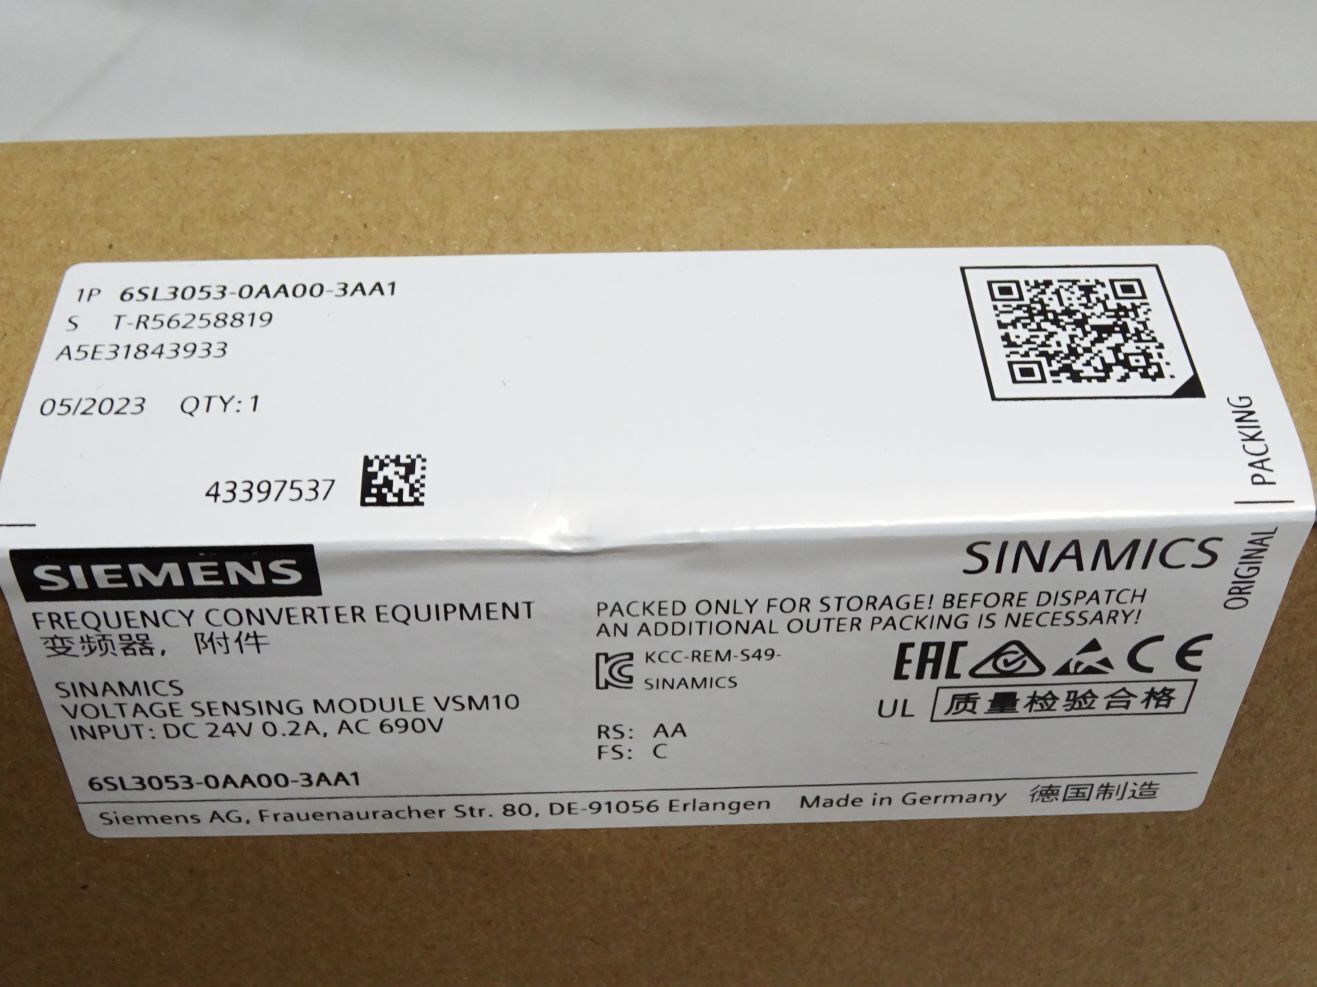 1P 6SL3053-0AA00-3AA1
S T-R56258819
A5E31843933
05/2023 QTY: 1
43397537
ORIGINAL | PACKING
SIEMENS
FREQUENCY CONVERTER EQUIPMENT
变频器, 附件
SINAMICS
VOLTAGE SENSING MODULE VSM10
INPUT: DC 24V 0.2A, AC 690V
6SL3053-0AA00-3AA1
SINAMICS
PACKED ONLY FOR STORAGE! BEFORE DISPATCH
AN ADDITIONAL OUTER PACKING IS NECESSARY!
KCC-REM-S49-
SINAMICS
EAC CE
UL 质量检验合格
RS: AA
FS: C
Siemens AG, Frauenauracher Str. 80, DE-91056 Erlangen Made in Germany 德国制造